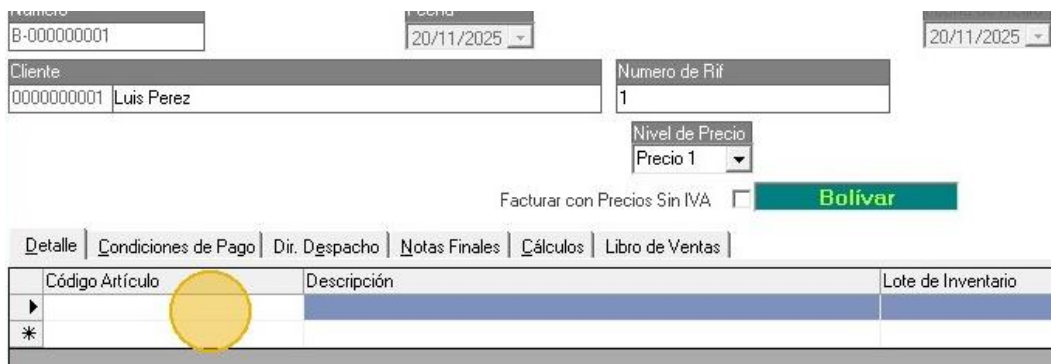 Numero Fecha
B-000000001 20/11/2025 20/11/2025
Cliente Numero de Rif
0000000001 Luis Perez 1
Nivel de Precio
Precio 1
Facturar con Precios Sin IVA Bolívar
Detalle Condiciones de Pago Dir. Despacho Notas Finales Cálculos Libro de Ventas
Código Artículo Descripción Lote de Inventario